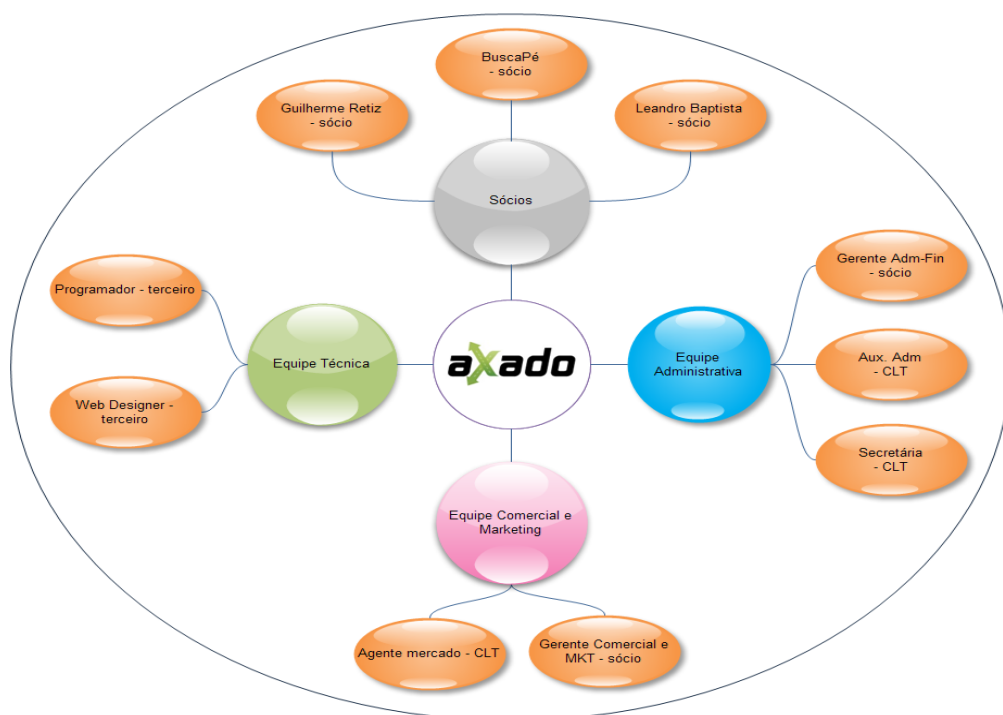 BuscaPé
- sócio
Guilherme Retiz
- sócio
Leandro Baptista
- sócio
Sócios
Gerente Adm-Fin
- sócio
Programador - terceiro
Equipe Técnica
aXado
Equipe
Administrativa
Aux. Adm
- CLT
Web Designer -
terceiro
Secretária
- CLT
Equipe Comercial e
Marketing
Agente mercado - CLT
Gerente Comercial e
MKT - sócio